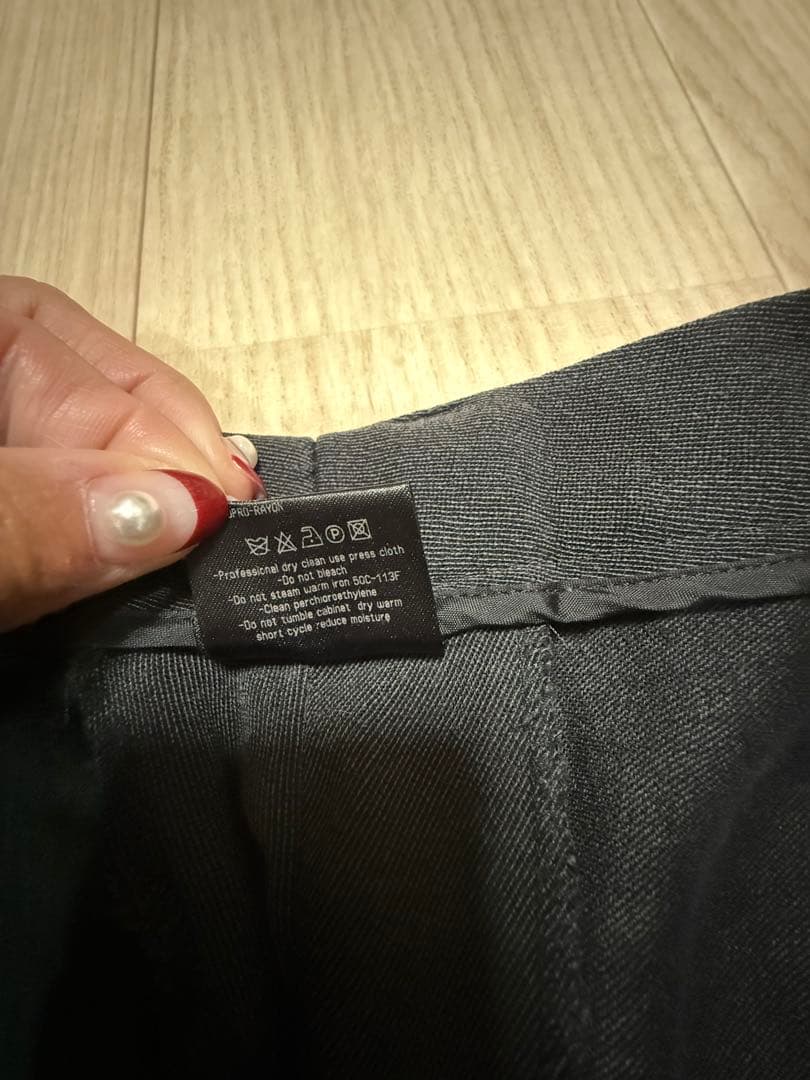 PRO-RAYON
P
-Professional dry clean use press cloth
-Do not bleach
-Do not steam warm iron 50C-113F
-Clean perchoroethylene
-Do not tumble cabinet dry warm
short cycle reduce moisture